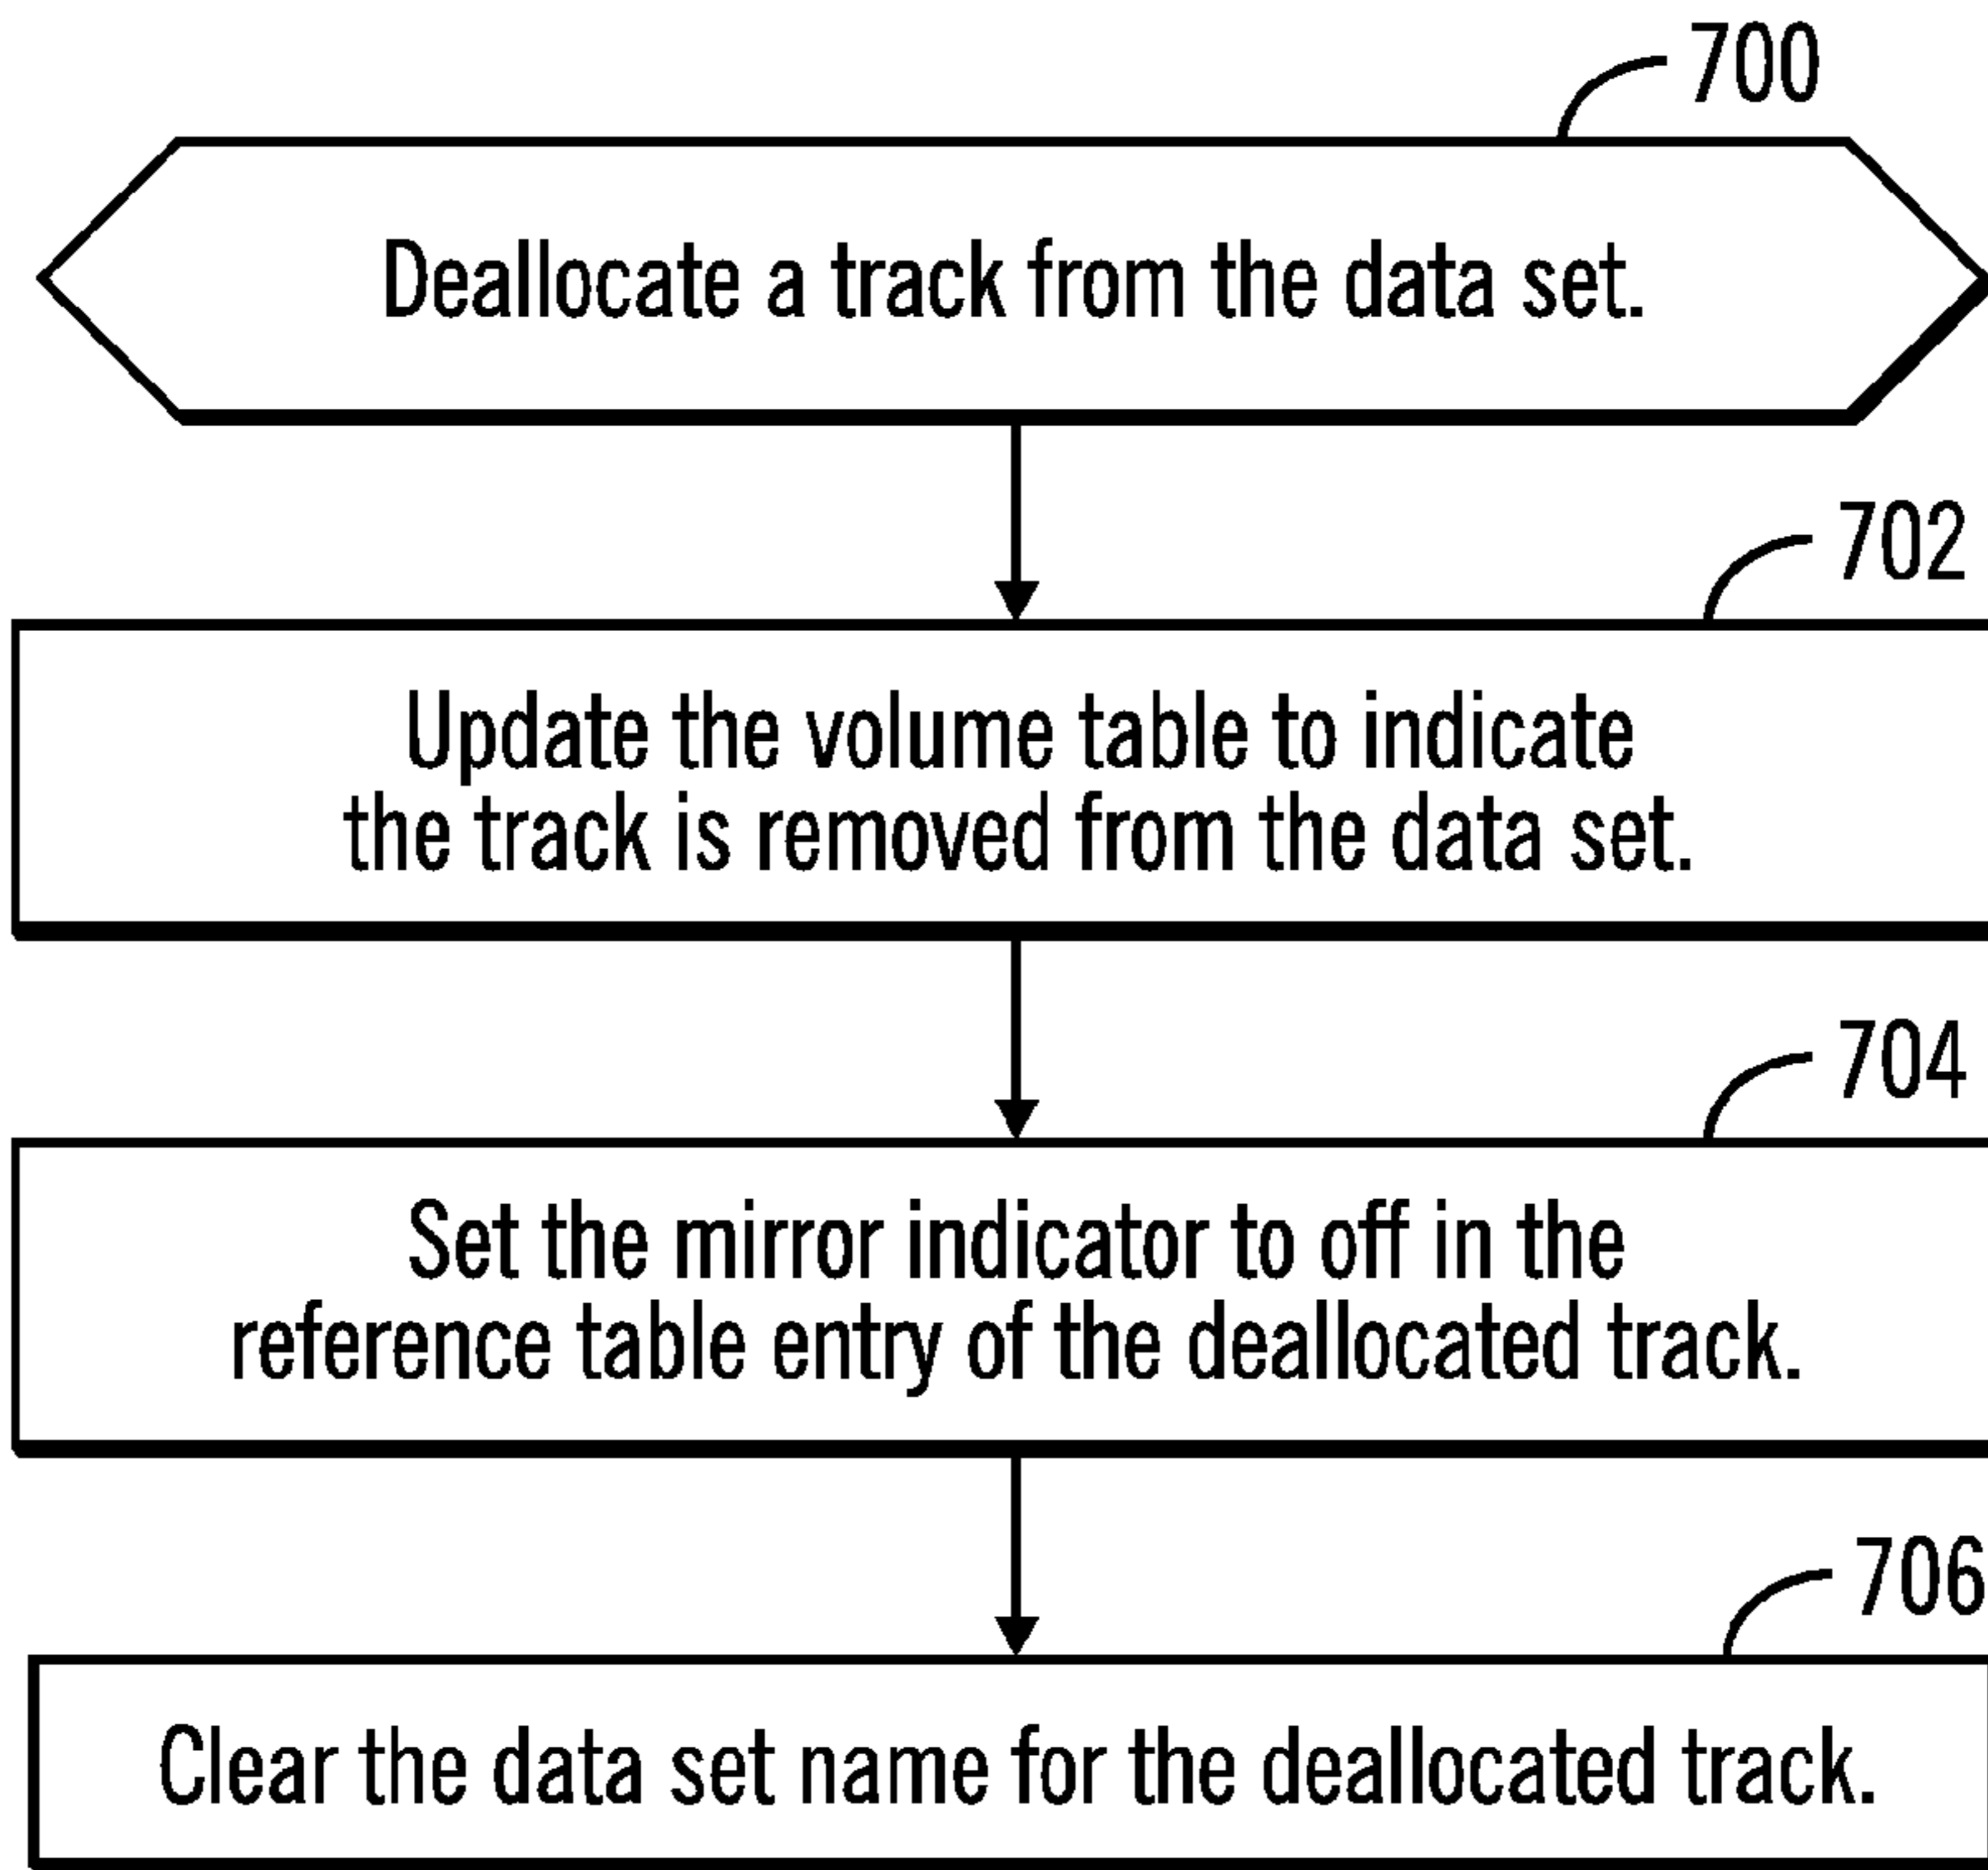 700
Deallocate a track from the data set.
702
Update the volume table to indicate
the track is removed from the data set.
704
Set the mirror indicator to off in the
reference table entry of the deallocated track.
706
Clear the data set name for the deallocated track.